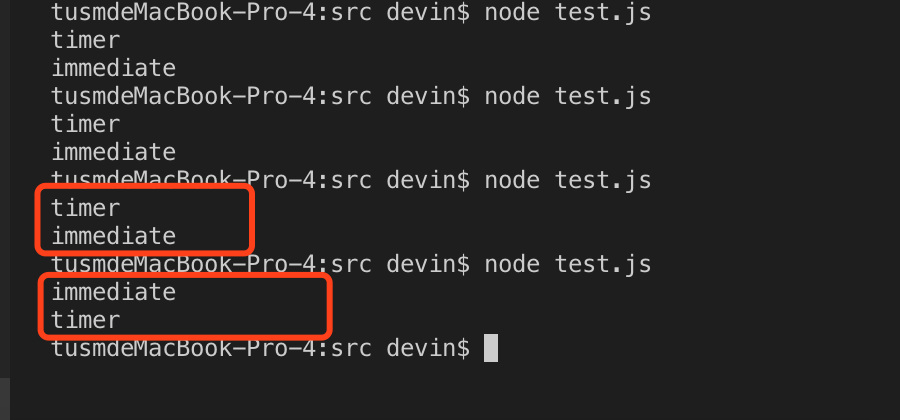 tusmdeMacBook-Pro-4:src devin$ node test.js
timer
immediate
tusmdeMacBook-Pro-4:src devin$ node test.js
timer
immediate
tusmdeMacBook-Pro-4:src devin$ node test.js
timer
immediate
tusmdeMacBook-Pro-4:src devin$ node test.js
immediate
timer
tusmdeMacBook-Pro-4:src devin$